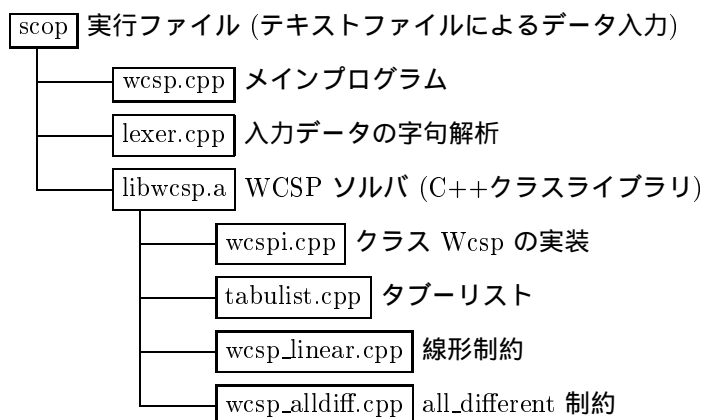 scop 実行ファイル (テキストファイルによるデータ入力)
wcsp.cpp メインプログラム
lexer.cpp 入力データの字句解析
libwcsp.a WCSP ソルバ (C++クラスライブラリ)
wcspi.cpp クラス Wcsp の実装
tabulist.cpp タブーリスト
wcsp_linear.cpp 線形制約
wcsp_alldiff.cpp all_different 制約